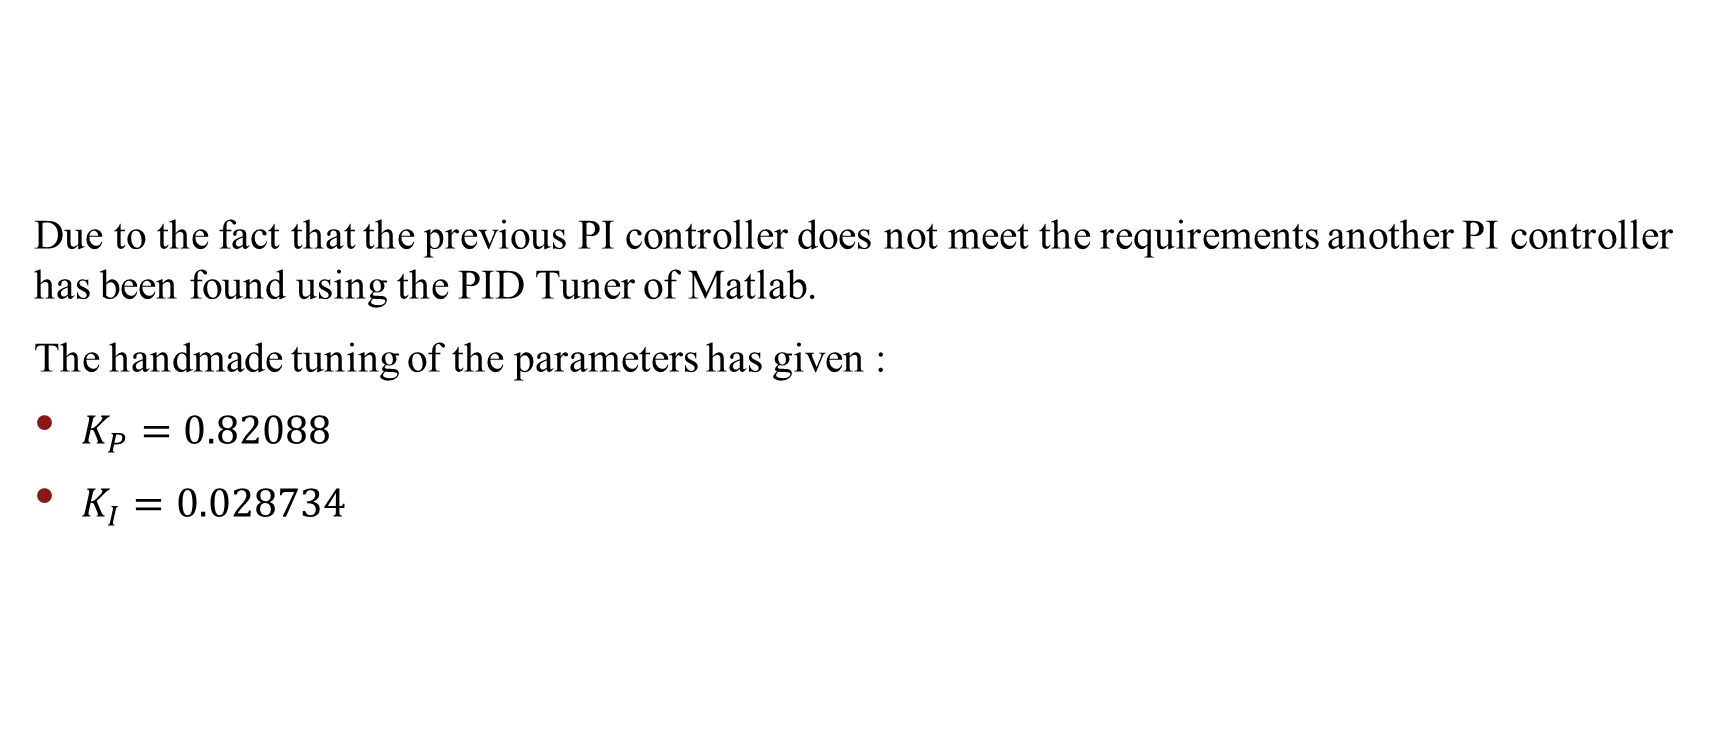 Due to the fact that the previous PI controller does not meet the requirements another PI controller
has been found using the PID Tuner of Matlab.
The handmade tuning of the parameters has given :
• K_P = 0.82088
• K_I = 0.028734